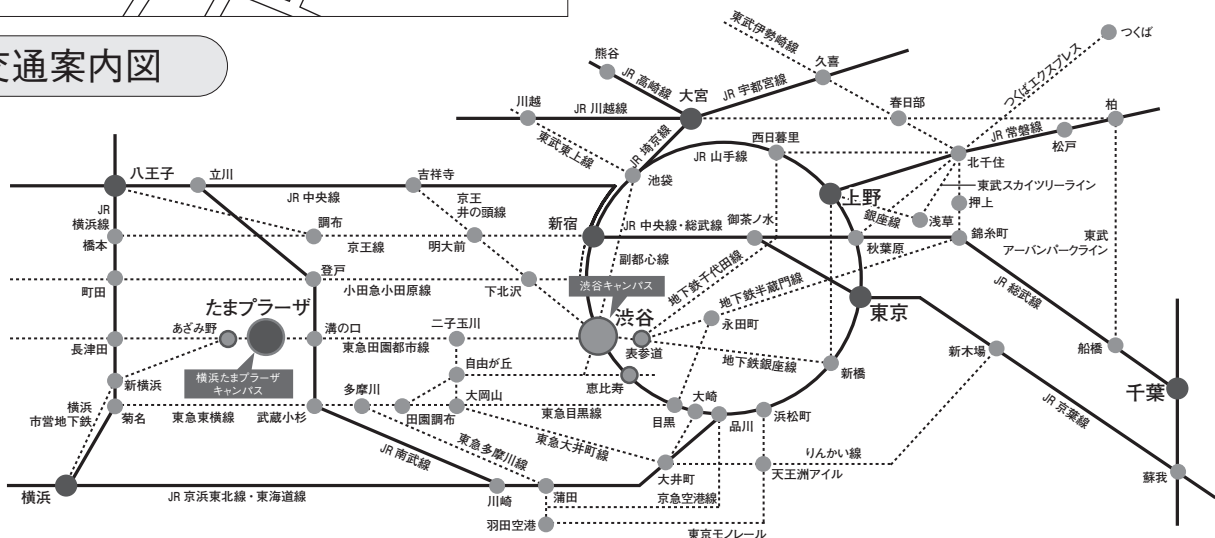 交通案内図
東武伊勢崎線
つくば
熊谷
久喜
JR 高崎線
JR 宇都宮線
つくばエクスプレス
川越
JR 川越線
大宮
春日部
柏
東武東上線
JR 埼京線
西日暮里
JR 常磐線
松戸
JR 山手線
北千住
八王子
立川
吉祥寺
池袋
上野
東武スカイツリーライン
JR 中央線
京王
井の頭線
押上
銀座線
浅草
JR
横浜線
調布
新宿
JR 中央線・総武線
御茶ノ水
錦糸町
東武
アーバンパークライン
橋本
京王線
明大前
秋葉原
副都心線
登戸
地下鉄千代田線
渋谷キャンパス
町田
小田急小田原線
下北沢
地下鉄半蔵門線
JR 総武線
たまプラーザ
渋谷
東京
あざみ野
溝の口
二子玉川
永田町
長津田
東急田園都市線
表参道
地下鉄銀座線
新木場
船橋
新横浜
横浜たまプラーザ
キャンパス
自由が丘
恵比寿
新橋
千葉
多摩川
大岡山
大崎
横浜
市営地下鉄
菊名
東急東横線
武蔵小杉
田園調布
東急目黒線
目黒
品川
浜松町
JR 京葉線
JR 南武線
東急多摩川線
東急大井町線
りんかい線
大井町
天王洲アイル
蘇我
横浜
JR 京浜東北線・東海道線
川崎
蒲田
京急空港線
羽田空港
東京モノレール